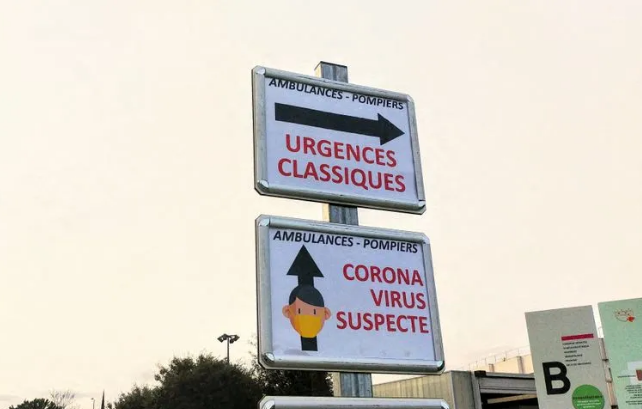 AMBULANCES - POMPIERS
URGENCES
CLASSIQUES
AMBULANCES - POMPIERS
CORONA
VIRUS
SUSPECTE
B